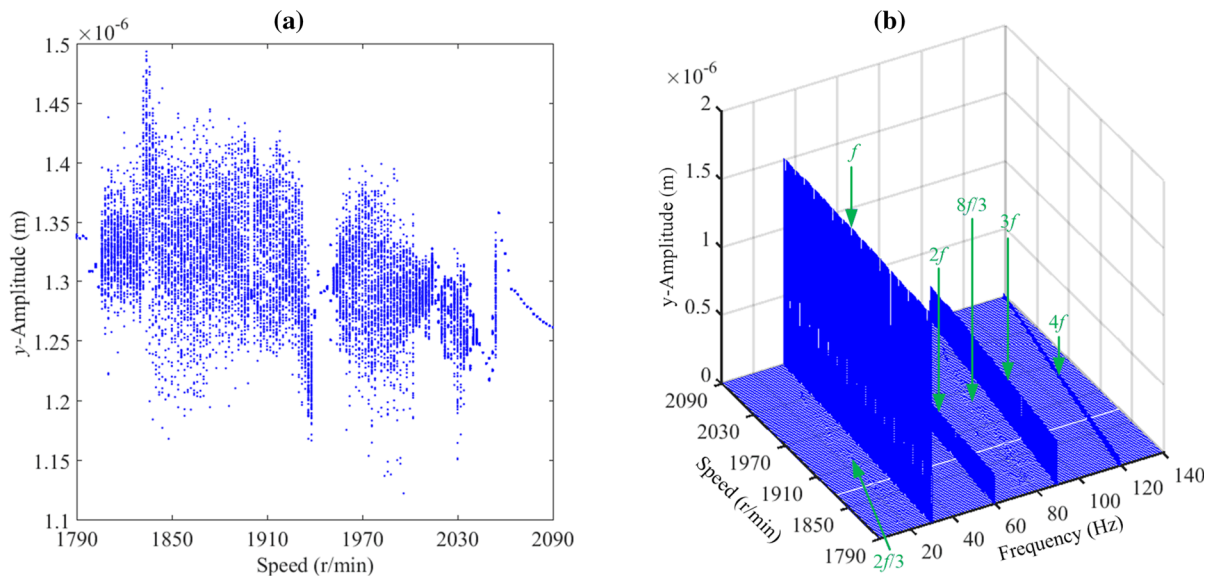 (a)
×10⁻⁶
1.5
1.45
1.4
1.35
1.3
1.25
1.2
1.15
1.1
y-Amplitude (m)
1790 1850 1910 1970 2030 2090
Speed (r/min)
(b)
×10⁻⁶
2
1.5
1
0.5
0
y-Amplitude (m)
f
2f
8f/3
3f
4f
2f/3
2090
2030
1970
1910
1850
1790
Speed (r/min)
20 40 60 80 100 120 140
Frequency (Hz)